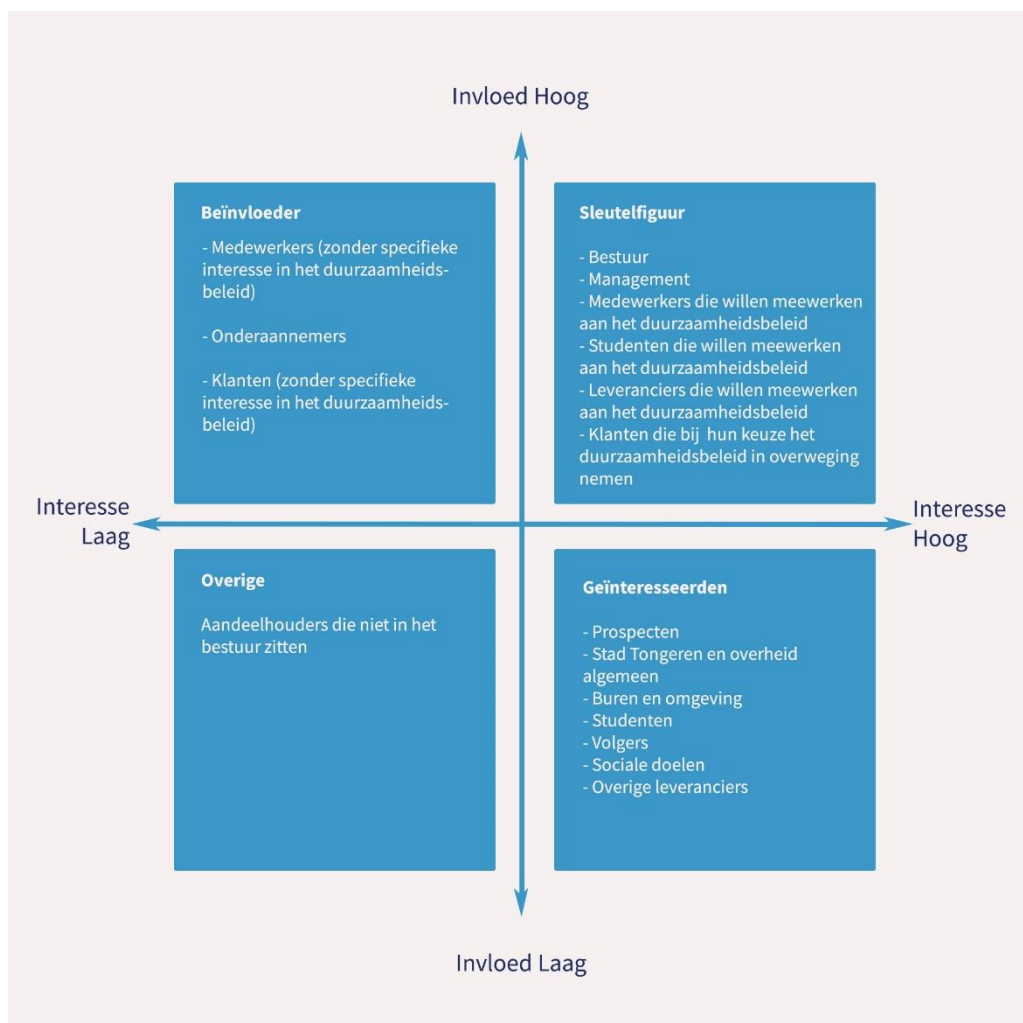 Invloed Hoog
Beïnvloeder
- Medewerkers (zonder specifieke
interesse in het duurzaamheids-
beleid)
- Onderaannemers
- Klanten (zonder specifieke
interesse in het duurzaamheids-
beleid)
Sleutelfiguur
- Bestuur
- Management
- Medewerkers die willen meewerken
aan het duurzaamheidsbeleid
- Studenten die willen meewerken
aan het duurzaamheidsbeleid
- Leveranciers die willen meewerken
aan het duurzaamheidsbeleid
- Klanten die bij hun keuze het
duurzaamheidsbeleid in overweging
nemen
Interesse
Laag
Interesse
Hoog
Overige
Aandeelhouders die niet in het
bestuur zitten
Geïnteresseerden
- Prospecten
- Stad Tongeren en overheid
algemeen
- Buren en omgeving
- Studenten
- Volgers
- Sociale doelen
- Overige leveranciers
Invloed Laag